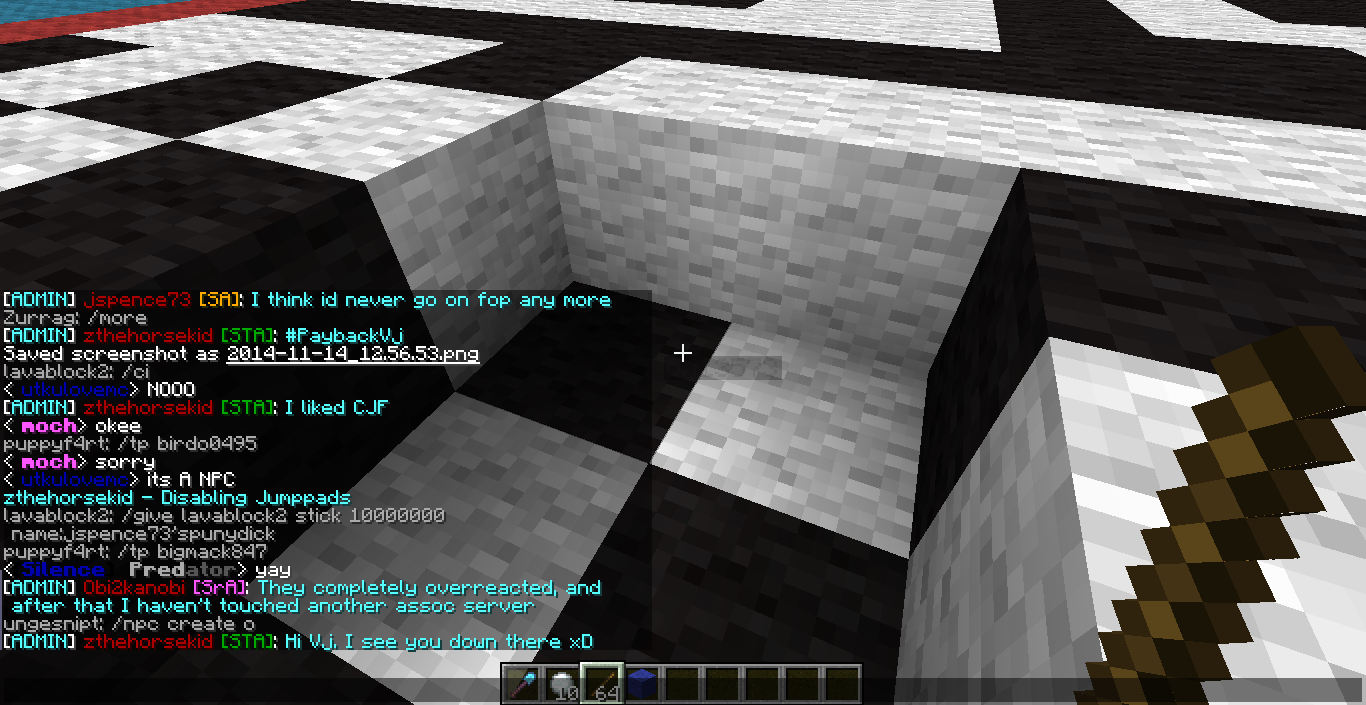 [ADMIN] jspence73 [SA]: I think id never go on fop any more
Zurrag: /more
[ADMIN] zthehorsekid [STA]: #PaybackVj
Saved screenshot as 2014-11-14_12.56.53.png
lavablock2: /ci
< utkulovemc> NOOO
[ADMIN] zthehorsekid [STA]: I liked CJF
< moch> okee
puppyf4rt: /tp birdo0495
< moch> sorry
< utkulovemc> its A NPC
zthehorsekid - Disabling Jumppads
lavablock2: /give lavablock2 stick 10000000
name:jspence73'spunydick
puppyf4rt: /tp bigmack847
< Silence Predator> yay
[ADMIN] Obi2kanobi [SrA]: They completely overreacted, and
after that I haven't touched another assoc server
ungesnipt: /npc create o
[ADMIN] zthehorsekid [STA]: Hi Vj, I see you down there xD
10 64